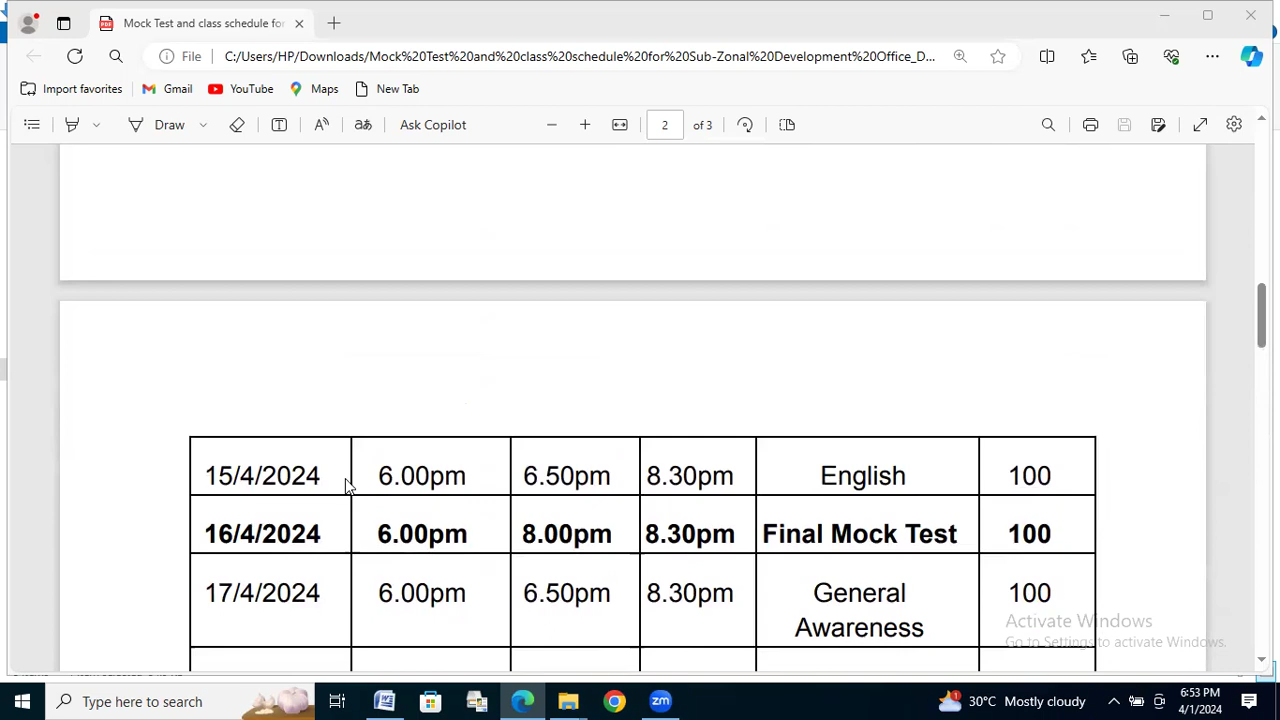 Mock Test and class schedule for
File C:/Users/HP/Downloads/Mock%20Test%20and%20class%20schedule%20for%20Sub-Zonal%20Development%20Office_D...
Import favorites Gmail YouTube Maps New Tab
Draw Ask Copilot 2 of 3
15/4/2024 6.00pm 6.50pm 8.30pm English 100
16/4/2024 6.00pm 8.00pm 8.30pm Final Mock Test 100
17/4/2024 6.00pm 6.50pm 8.30pm General 100
Awareness
Activate Windows
Go to Settings to activate Windows.
Type here to search 30°C Mostly cloudy 6:53 PM
4/1/2024